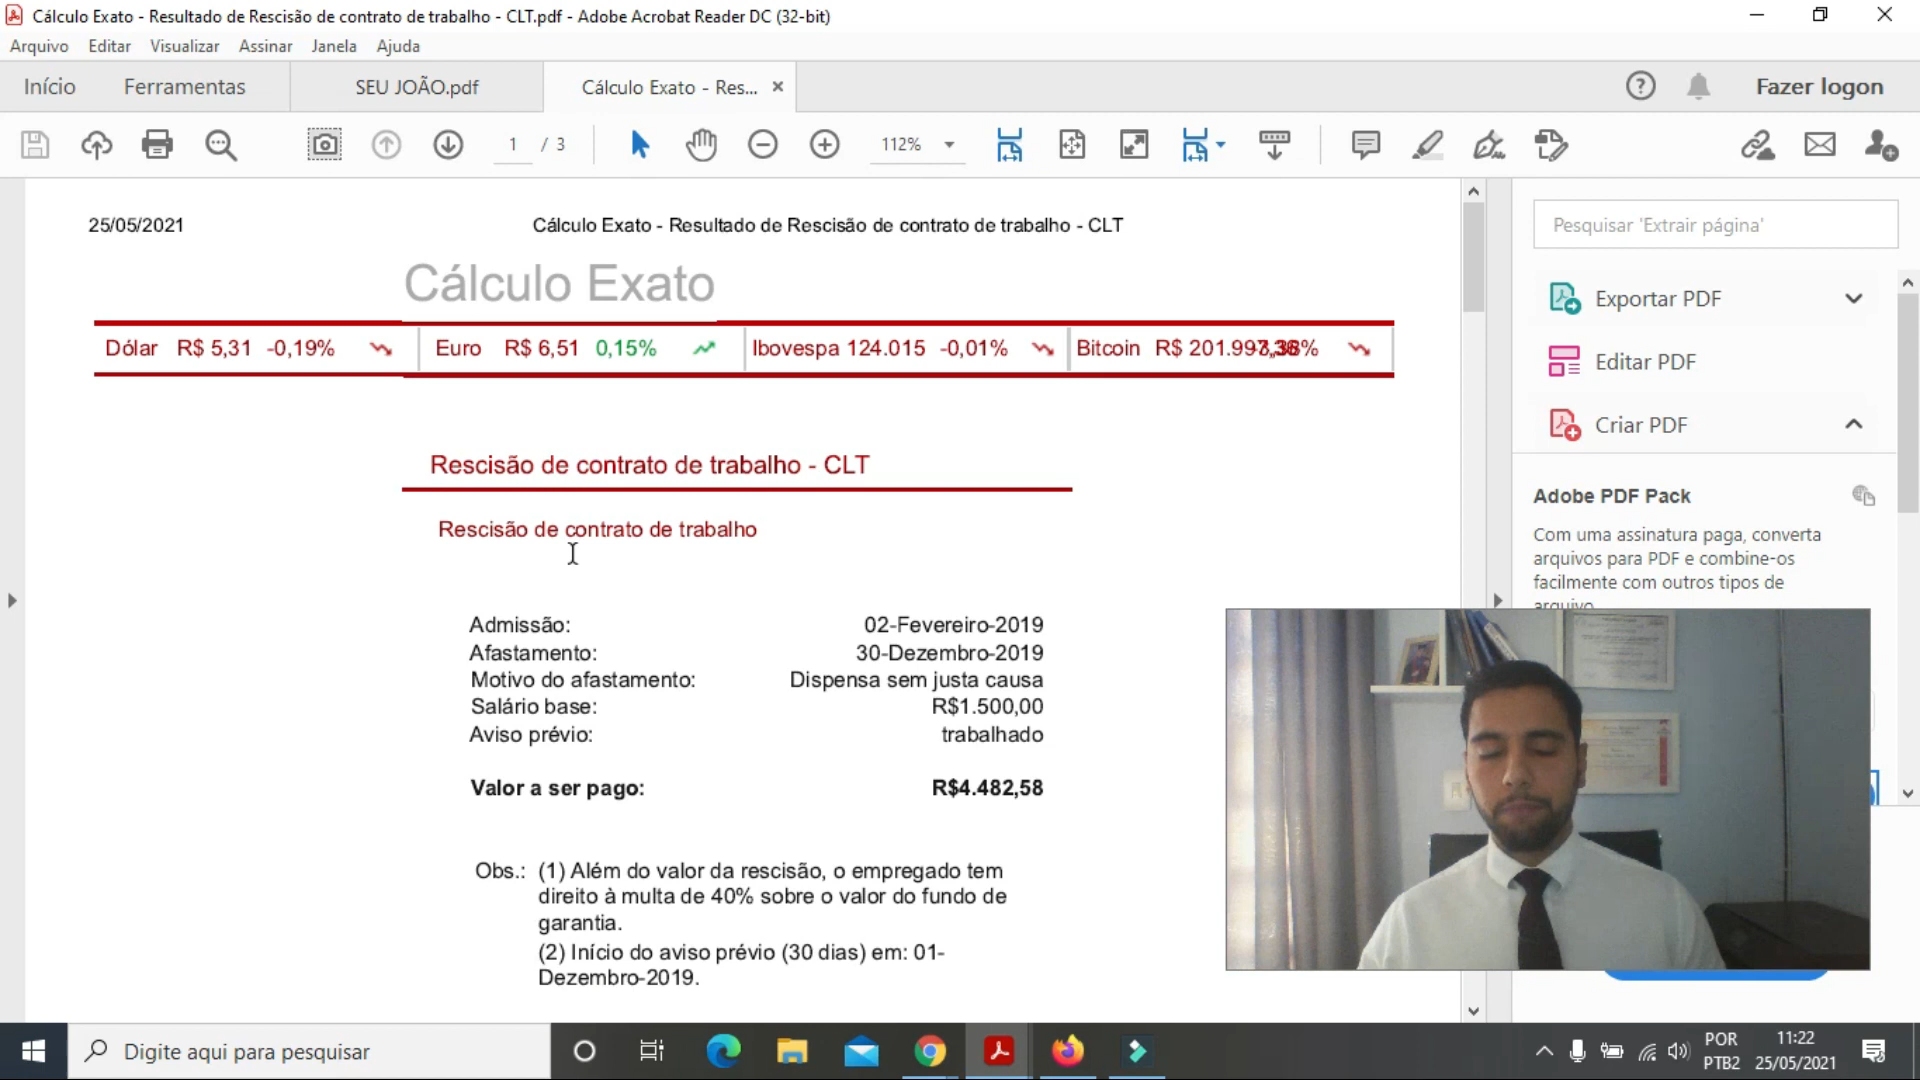 Cálculo Exato - Resultado de Rescisão de contrato de trabalho - CLT.pdf - Adobe Acrobat Reader DC (32-bit)
Arquivo Editar Visualizar Assinar Janela Ajuda
Início Ferramentas SEU JOÃO.pdf Cálculo Exato - Res... Fazer logon
1 / 3 112%
25/05/2021 Cálculo Exato - Resultado de Rescisão de contrato de trabalho - CLT
Pesquisar 'Extrair página'
Cálculo Exato
Exportar PDF
Dólar R$ 5,31 -0,19% Euro R$ 6,51 0,15% Ibovespa 124.015 -0,01% Bitcoin
Editar PDF
Criar PDF
Rescisão de contrato de trabalho - CLT
Adobe PDF Pack
Com uma assinatura paga, converta
arquivos para PDF e combine-os
facilmente com outros tipos de
arquivo
Rescisão de contrato de trabalho
Admissão: 02-Fevereiro-2019
Afastamento: 30-Dezembro-2019
Motivo do afastamento: Dispensa sem justa causa
Salário base: R$1.500,00
Aviso prévio: trabalhado
Valor a ser pago: R$4.482,58
Obs.: (1) Além do valor da rescisão, o empregado tem
direito à multa de 40% sobre o valor do fundo de
garantia.
(2) Início do aviso prévio (30 dias) em: 01-
Dezembro-2019.
Digite aqui para pesquisar
POR 11:22
PTB2 25/05/2021